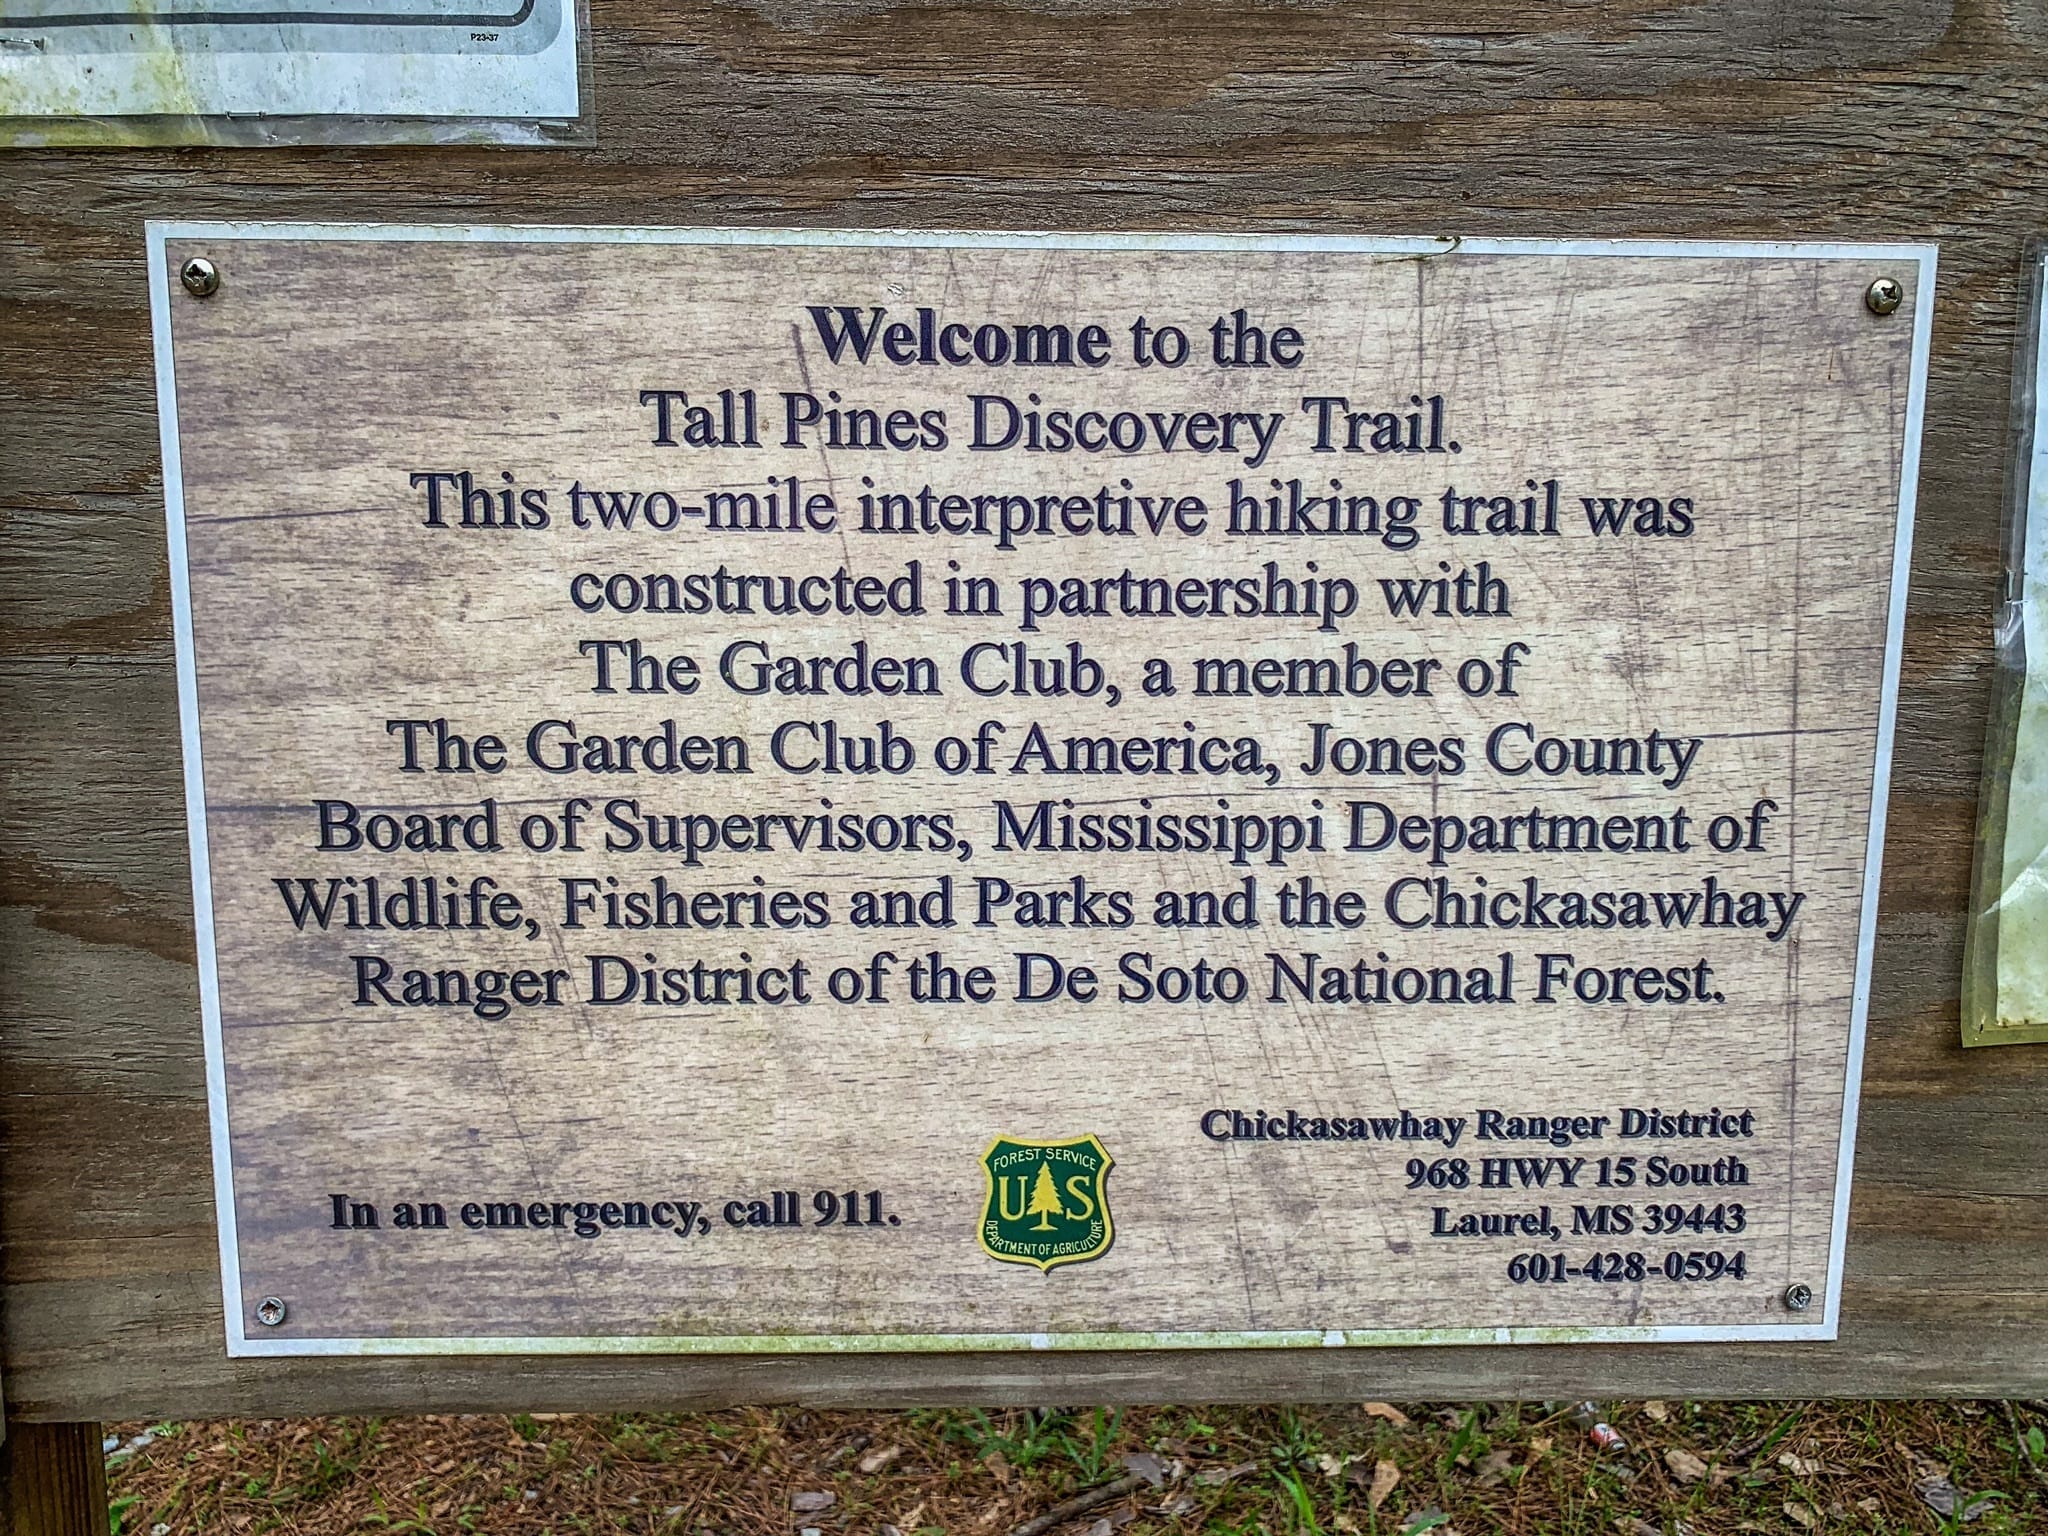 P23-37
Welcome to the
Tall Pines Discovery Trail.
This two-mile interpretive hiking trail was
constructed in partnership with
The Garden Club, a member of
The Garden Club of America, Jones County
Board of Supervisors, Mississippi Department of
Wildlife, Fisheries and Parks and the Chickasawhay
Ranger District of the De Soto National Forest.
In an emergency, call 911.
FOREST SERVICE
U S
DEPARTMENT OF AGRICULTURE
Chickasawhay Ranger District
968 HWY 15 South
Laurel, MS 39443
601-428-0594